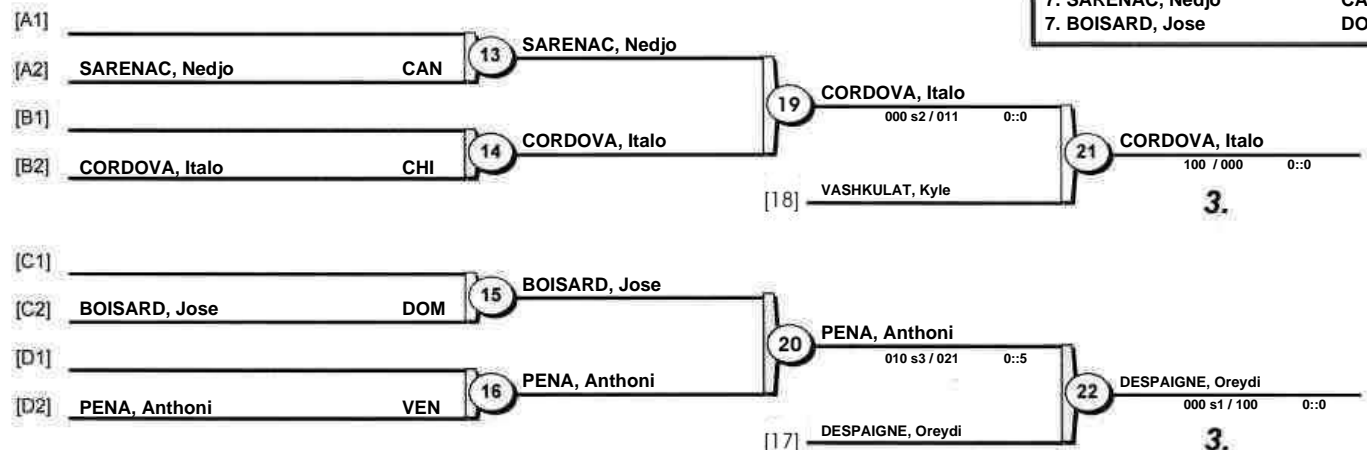 7. SARENAC, Nedjo CA
7. BOISARD, Jose DO
[A1]
[A2] SARENAC, Nedjo CAN
13 SARENAC, Nedjo
[B1]
[B2] CORDOVA, Italo CHI
14 CORDOVA, Italo
19 CORDOVA, Italo
000 s2 / 011 0::0
[18] VASHKULAT, Kyle
21 CORDOVA, Italo
100 / 000 0::0
3.
[C1]
[C2] BOISARD, Jose DOM
15 BOISARD, Jose
[D1]
[D2] PENA, Anthoni VEN
16 PENA, Anthoni
20 PENA, Anthoni
010 s3 / 021 0::5
[17] DESPAIGNE, Oreydi
22 DESPAIGNE, Oreydi
000 s1 / 100 0::0
3.